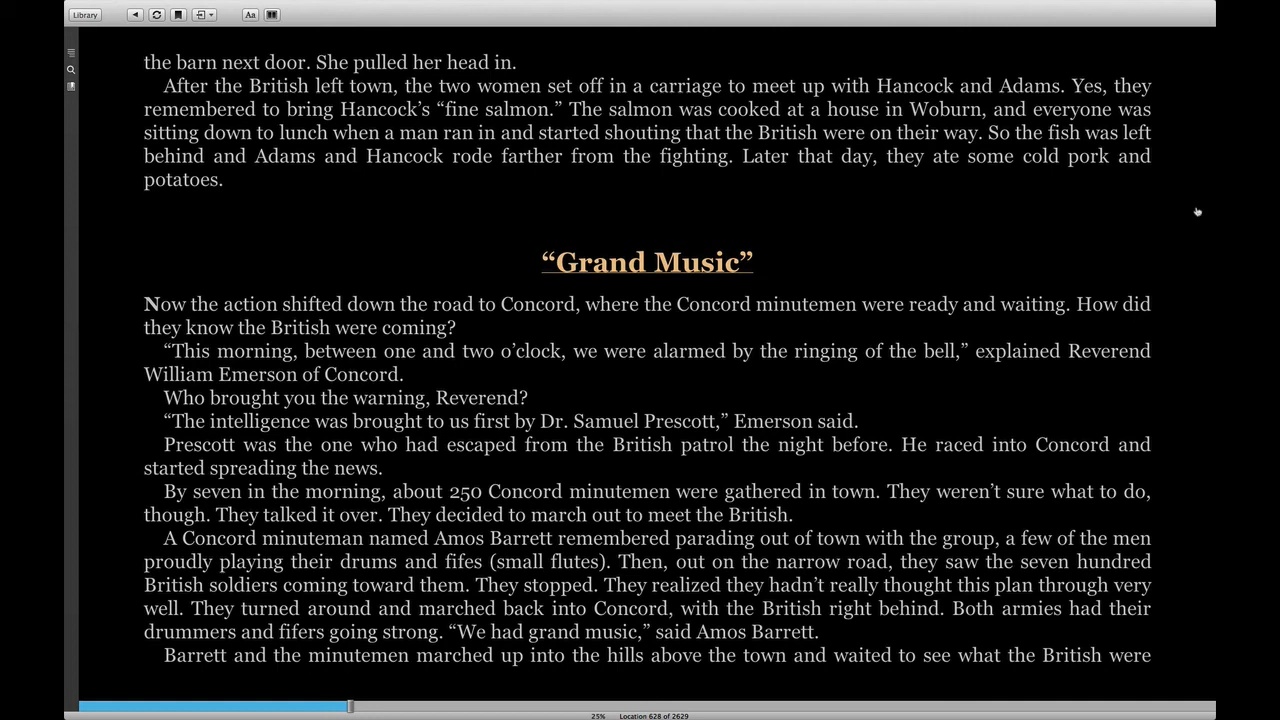 Library
Aa
the barn next door. She pulled her head in.
After the British left town, the two women set off in a carriage to meet up with Hancock and Adams. Yes, they
remembered to bring Hancock’s “fine salmon.” The salmon was cooked at a house in Woburn, and everyone was
sitting down to lunch when a man ran in and started shouting that the British were on their way. So the fish was left
behind and Adams and Hancock rode farther from the fighting. Later that day, they ate some cold pork and
potatoes.
“Grand Music”
Now the action shifted down the road to Concord, where the Concord minutemen were ready and waiting. How did
they know the British were coming?
“This morning, between one and two o’clock, we were alarmed by the ringing of the bell,” explained Reverend
William Emerson of Concord.
Who brought you the warning, Reverend?
“The intelligence was brought to us first by Dr. Samuel Prescott,” Emerson said.
Prescott was the one who had escaped from the British patrol the night before. He raced into Concord and
started spreading the news.
By seven in the morning, about 250 Concord minutemen were gathered in town. They weren’t sure what to do,
though. They talked it over. They decided to march out to meet the British.
A Concord minuteman named Amos Barrett remembered parading out of town with the group, a few of the men
proudly playing their drums and fifes (small flutes). Then, out on the narrow road, they saw the seven hundred
British soldiers coming toward them. They stopped. They realized they hadn’t really thought this plan through very
well. They turned around and marched back into Concord, with the British right behind. Both armies had their
drummers and fifers going strong. “We had grand music,” said Amos Barrett.
Barrett and the minutemen marched up into the hills above the town and waited to see what the British were
25% Location 628 of 2629